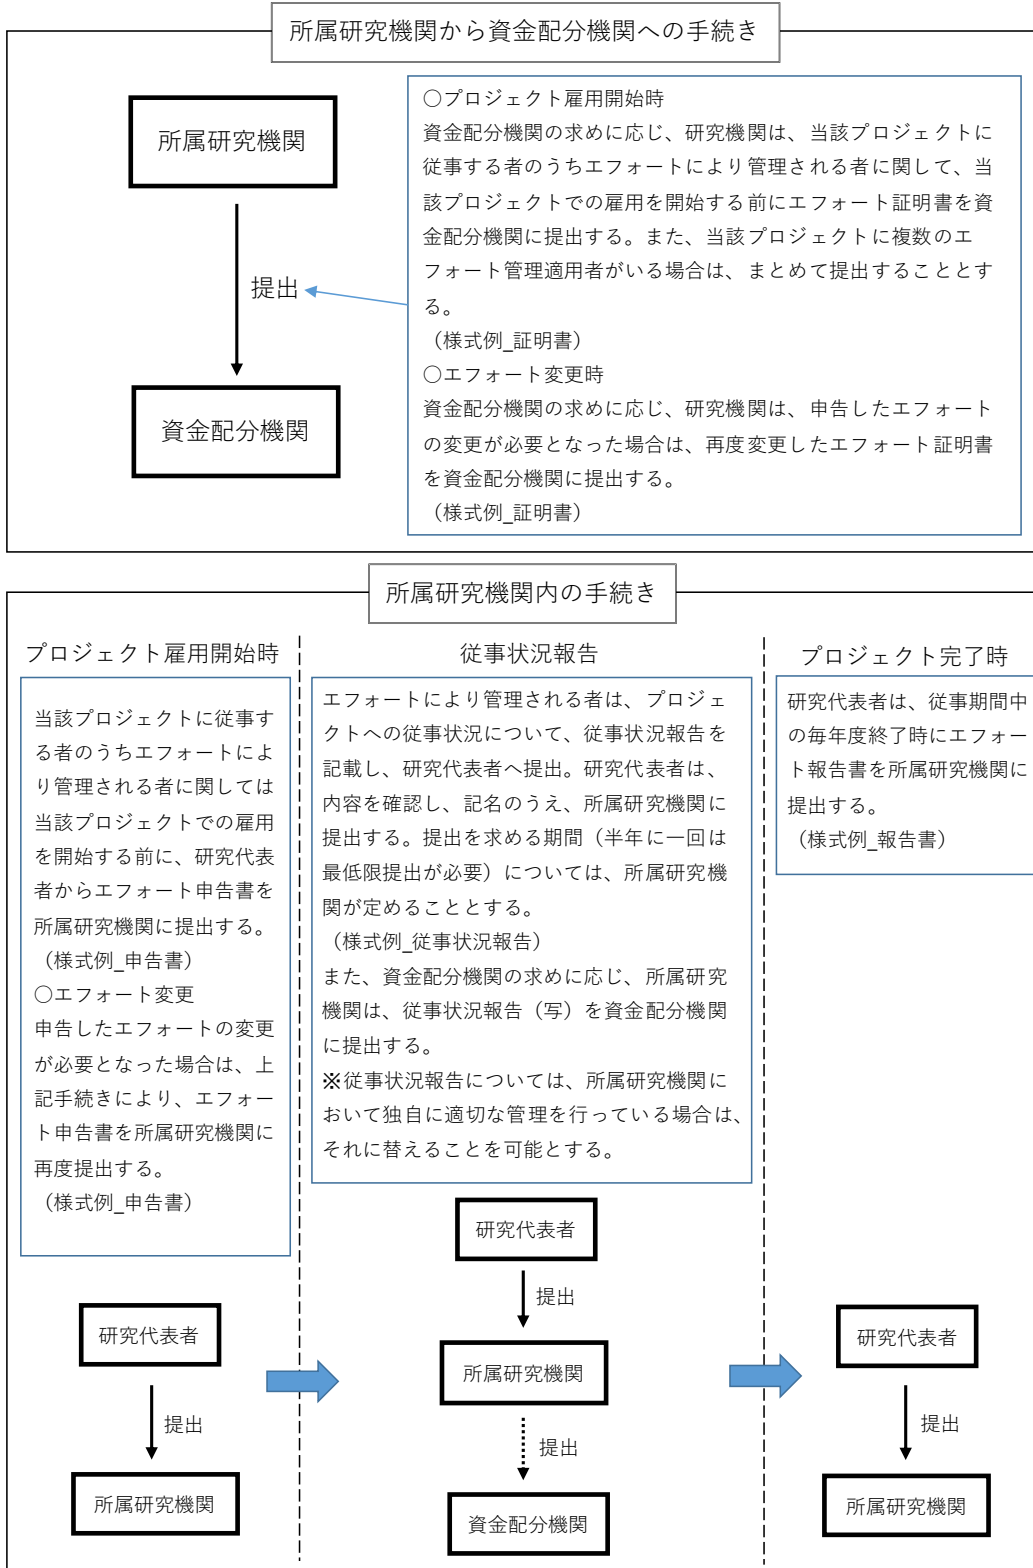 所属研究機関から資金配分機関への手続き
所属研究機関
提出
資金配分機関
○プロジェクト雇用開始時
資金配分機関の求めに応じ、研究機関は、当該プロジェクトに
従事する者のうちエフォートにより管理される者に関して、当
該プロジェクトでの雇用を開始する前にエフォート証明書を資
金配分機関に提出する。また、当該プロジェクトに複数のエ
フォート管理適用者がいる場合は、まとめて提出することとす
る。
（様式例_証明書）
○エフォート変更時
資金配分機関の求めに応じ、研究機関は、申告したエフォート
の変更が必要となった場合は、再度変更したエフォート証明書
を資金配分機関に提出する。
（様式例_証明書）
所属研究機関内の手続き
プロジェクト雇用開始時
当該プロジェクトに従事す
る者のうちエフォートによ
り管理される者に関しては
当該プロジェクトでの雇用
を開始する前に、研究代表
者からエフォート申告書を
所属研究機関に提出する。
（様式例_申告書）
○エフォート変更
申告したエフォートの変更
が必要となった場合は、上
記手続きにより、エフォー
ト申告書を所属研究機関に
再度提出する。
（様式例_申告書）
研究代表者
提出
所属研究機関
従事状況報告
エフォートにより管理される者は、プロジェ
クトへの従事状況について、従事状況報告を
記載し、研究代表者へ提出。研究代表者は、
内容を確認し、記名のうえ、所属研究機関に
提出する。提出を求める期間（半年に一回は
最低限提出が必要）については、所属研究機
関が定めることとする。
（様式例_従事状況報告）
また、資金配分機関の求めに応じ、所属研究
機関は、従事状況報告（写）を資金配分機関
に提出する。
※従事状況報告については、所属研究機関に
おいて独自に適切な管理を行っている場合は、
それに替えることを可能とする。
研究代表者
提出
所属研究機関
提出
資金配分機関
プロジェクト完了時
研究代表者は、従事期間中
の毎年度終了時にエフォー
ト報告書を所属研究機関に
提出する。
（様式例_報告書）
研究代表者
提出
所属研究機関